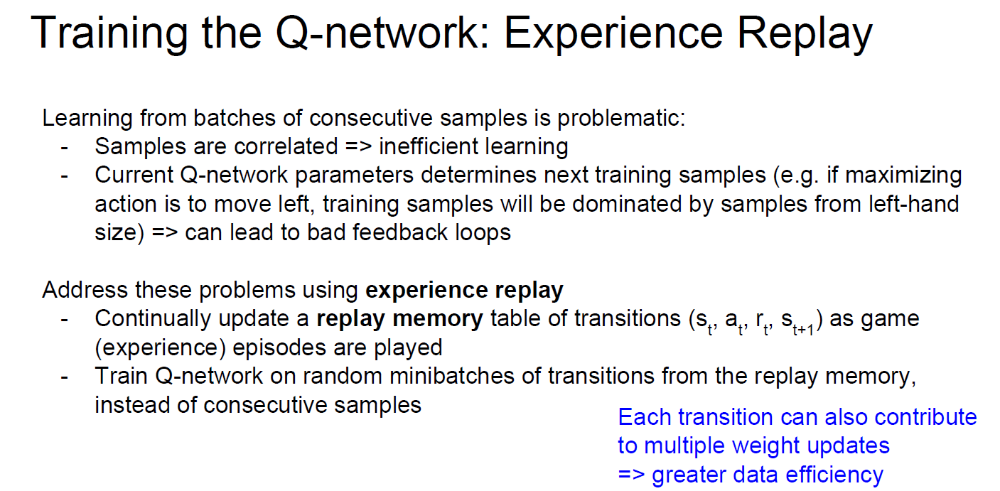 Training the Q-network: Experience Replay
Learning from batches of consecutive samples is problematic:
- Samples are correlated => inefficient learning
- Current Q-network parameters determines next training samples (e.g. if maximizing
action is to move left, training samples will be dominated by samples from left-hand
size) => can lead to bad feedback loops
Address these problems using experience replay
- Continually update a replay memory table of transitions (s_t, a_t, r_t, s_{t+1}) as game
(experience) episodes are played
- Train Q-network on random minibatches of transitions from the replay memory,
instead of consecutive samples
Each transition can also contribute
to multiple weight updates
=> greater data efficiency